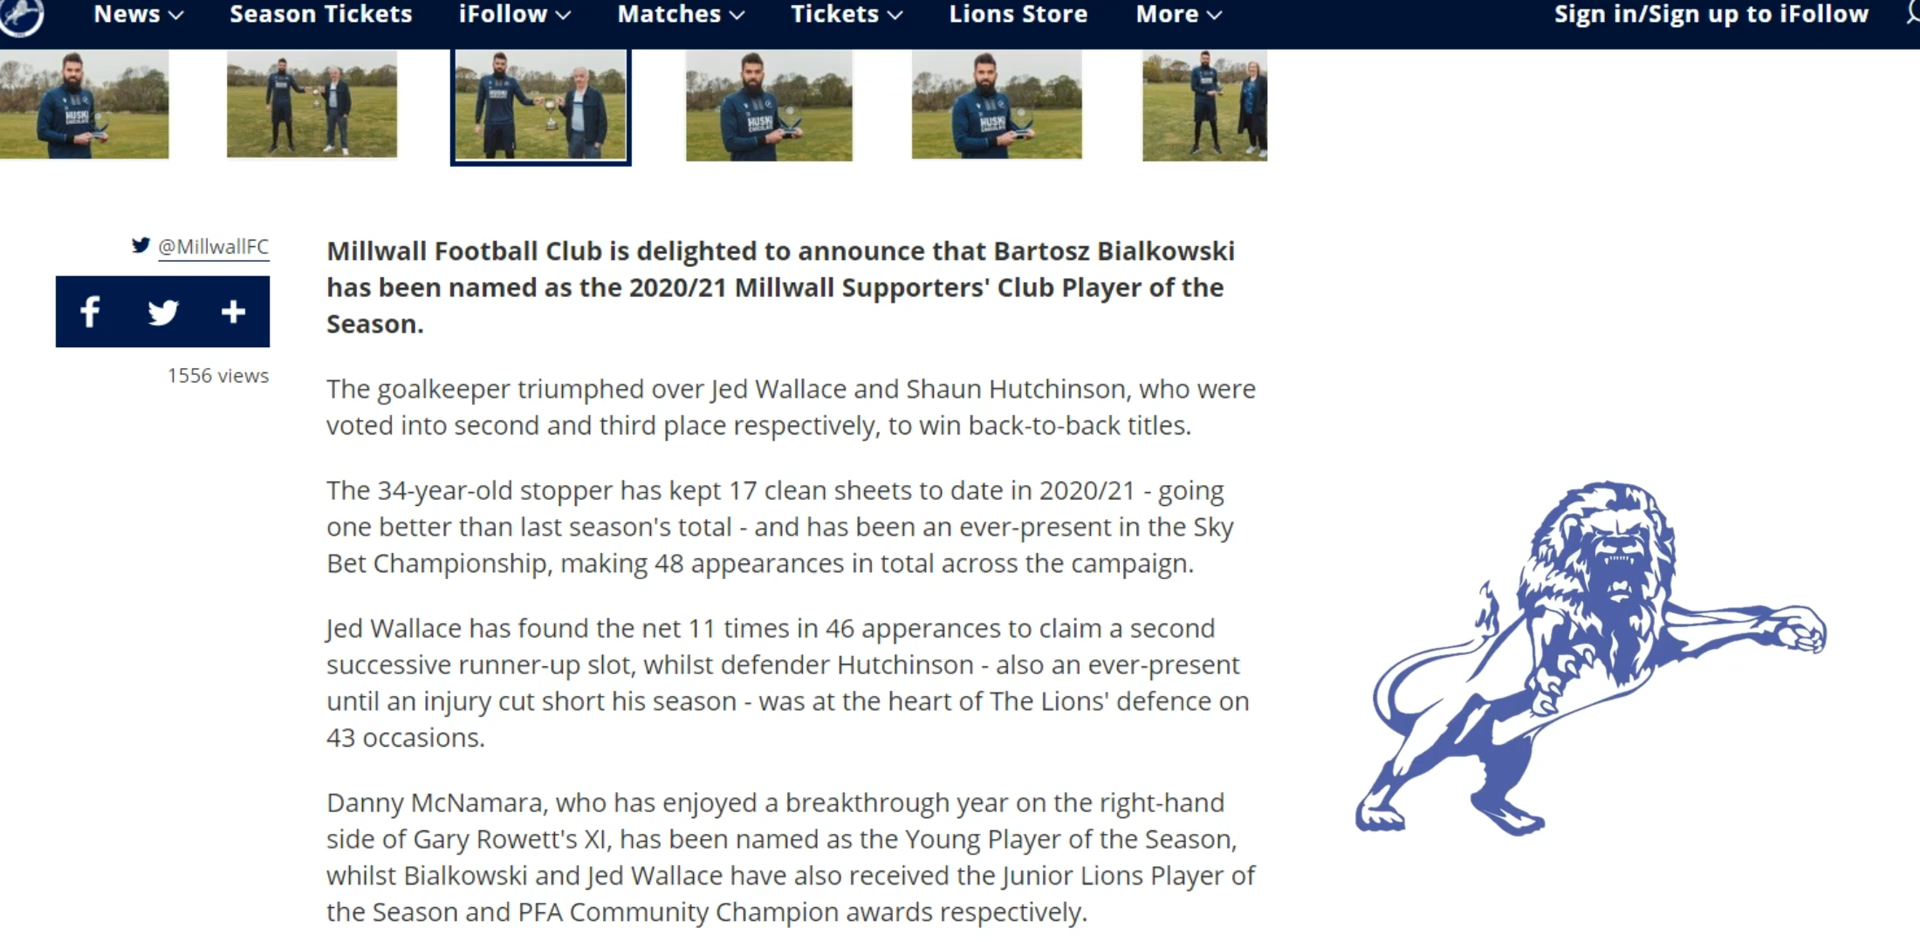 News
Season Tickets
iFollow
Matches
Tickets
Lions Store
More
Sign in/Sign up to iFollow
HUSKI
CHOCOLATE
HUSKI
HUSKI
CHOCOLATE
HUSKI
CHOCOLATE
@MillwallFC
1556 views
Millwall Football Club is delighted to announce that Bartosz Bialkowski
has been named as the 2020/21 Millwall Supporters' Club Player of the
Season.
The goalkeeper triumphed over Jed Wallace and Shaun Hutchinson, who were
voted into second and third place respectively, to win back-to-back titles.
The 34-year-old stopper has kept 17 clean sheets to date in 2020/21 - going
one better than last season's total - and has been an ever-present in the Sky
Bet Championship, making 48 appearances in total across the campaign.
Jed Wallace has found the net 11 times in 46 apperances to claim a second
successive runner-up slot, whilst defender Hutchinson - also an ever-present
until an injury cut short his season - was at the heart of The Lions' defence on
43 occasions.
Danny McNamara, who has enjoyed a breakthrough year on the right-hand
side of Gary Rowett's XI, has been named as the Young Player of the Season,
whilst Bialkowski and Jed Wallace have also received the Junior Lions Player of
the Season and PFA Community Champion awards respectively.